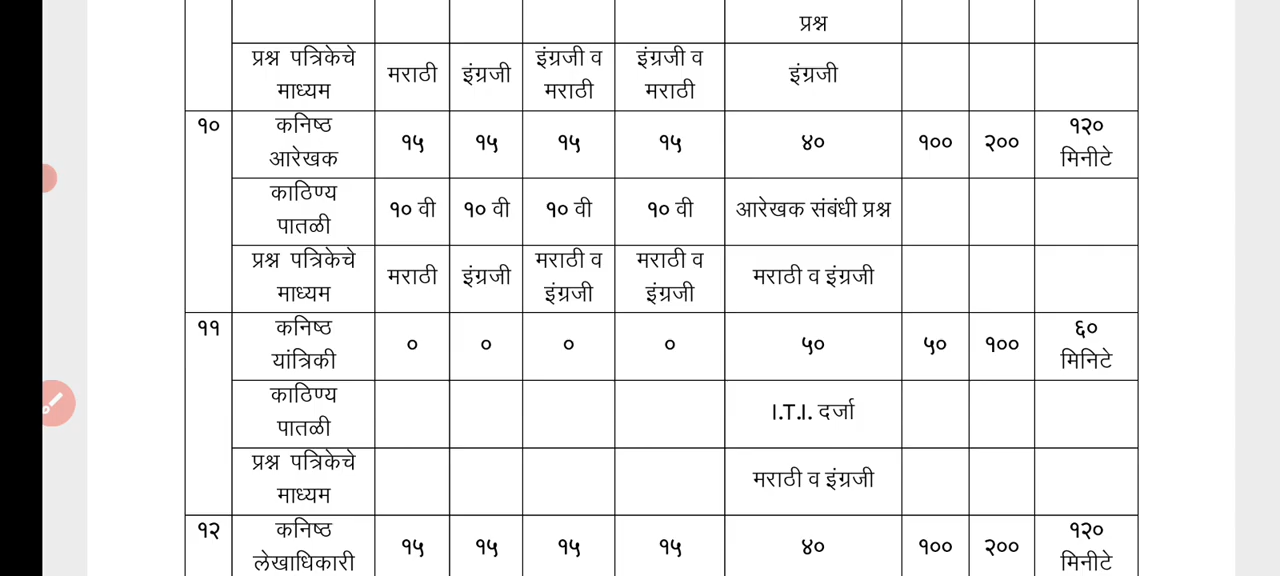 प्रश्न
प्रश्न पत्रिकेचे माध्यम मराठी इंग्रजी इंग्रजी व मराठी इंग्रजी व मराठी इंग्रजी
१० कनिष्ठ आरेखक १५ १५ १५ १५ ४० १०० २०० १२० मिनीटे
काठिण्य पातळी १० वी १० वी १० वी १० वी आरेखक संबंधी प्रश्न
प्रश्न पत्रिकेचे माध्यम मराठी इंग्रजी मराठी व इंग्रजी मराठी व इंग्रजी मराठी व इंग्रजी
११ कनिष्ठ यांत्रिकी ० ० ० ० ५० ५० १०० ६० मिनिटे
काठिण्य पातळी I.T.I. दर्जा
प्रश्न पत्रिकेचे माध्यम मराठी व इंग्रजी
१२ कनिष्ठ लेखाधिकारी १५ १५ १५ १५ ४० १०० २०० १२० मिनीटे